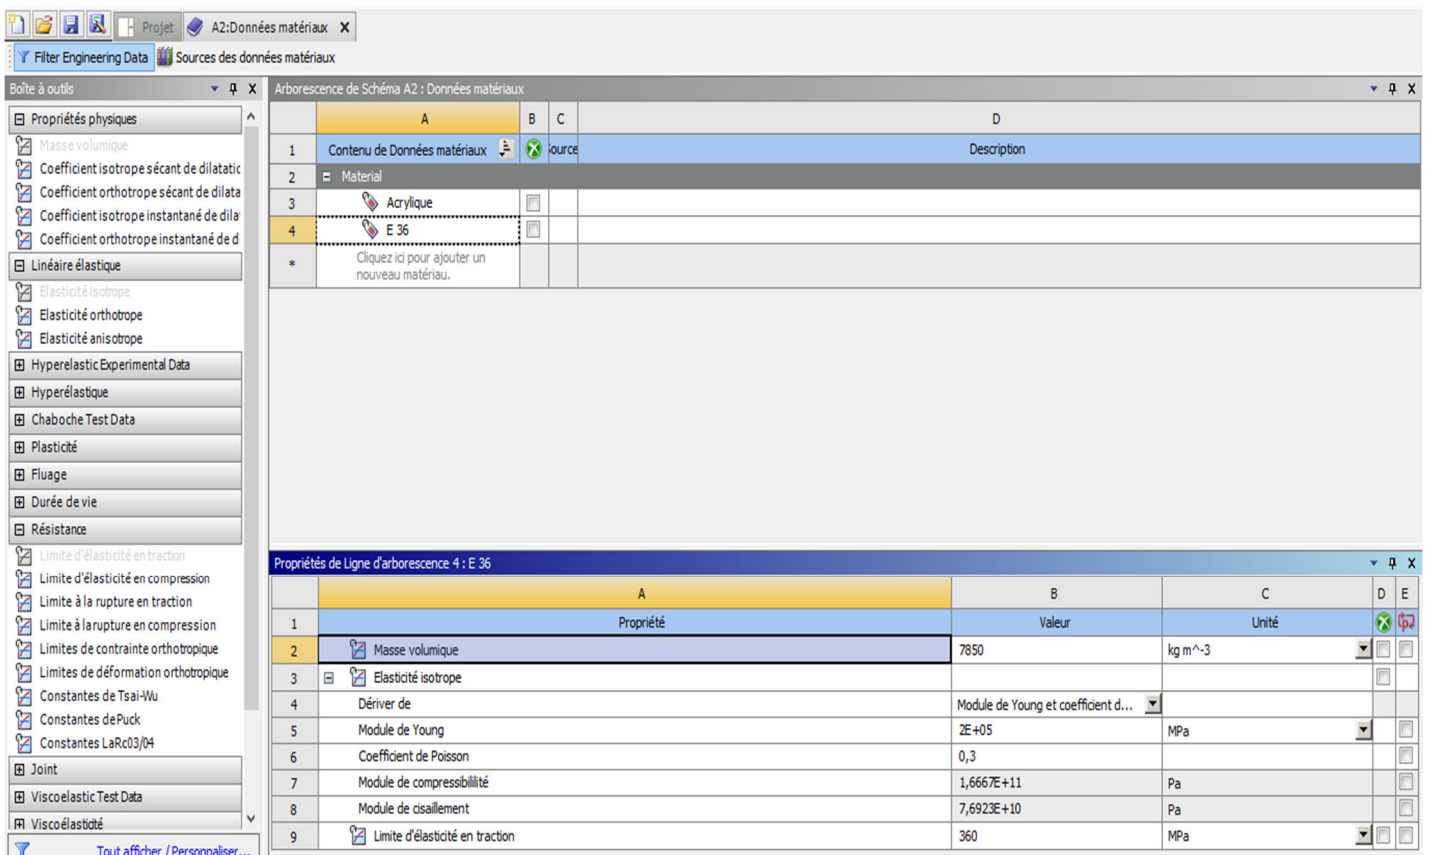 Projet
A2:Données matériaux X
Filter Engineering Data
Sources des données matériaux
Boîte à outils
Propriétés physiques
Masse volumique
Coefficient isotrope sécant de dilatatic
Coefficient orthotrope sécant de dilata
Coefficient isotrope instantané de dila
Coefficient orthotrope instantané de d
Linéaire élastique
Elasticité isotrope
Elasticité orthotrope
Elasticité anisotrope
Hyperelastic Experimental Data
Hyperélastique
Chaboche Test Data
Plasticité
Fluage
Durée de vie
Résistance
Limite d'élasticité en traction
Limite d'élasticité en compression
Limite à la rupture en traction
Limite à la rupture en compression
Limites de contrainte orthotropique
Limites de déformation orthotropique
Constantes de Tsai-Wu
Constantes de Puck
Constantes LaRc03/04
Joint
Viscoelastic Test Data
Viscoélasticité
Tout afficher / Personnaliser...
Arborescence de Schéma A2 : Données matériaux
A B C D
1 Contenu de Données matériaux ource Description
2 Material
3 Acrylique
4 E 36
* Cliquez ici pour ajouter un
nouveau matériau.
Propriétés de Ligne d'arborescence 4 : E 36
A B C D E
1 Propriété Valeur Unité
2 Masse volumique 7850 kg m^-3
3 Elasticité isotrope
4 Dériver de Module de Young et coefficient d...
5 Module de Young 2E+05 MPa
6 Coefficient de Poisson 0,3
7 Module de compressibililité 1,6667E+11 Pa
8 Module de cisaillement 7,6923E+10 Pa
9 Limite d'élasticité en traction 360 MPa